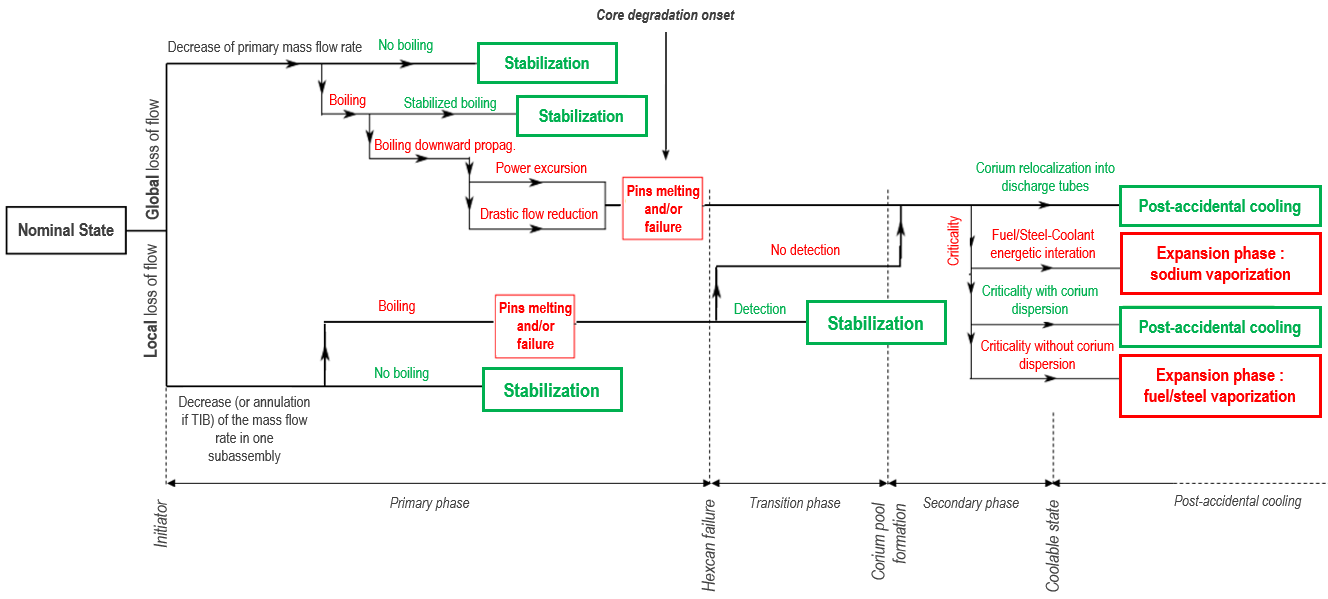 Core degradation onset
Decrease of primary mass flow rate
No boiling
Stabilization
Boiling
Stabilized boiling
Stabilization
Boiling downward propag.
Power excursion
Drastic flow reduction
Pins melting
and/or
failure
Global loss of flow
Nominal State
Local loss of flow
Corium relocalization into
discharge tubes
Post-accidental cooling
Criticality
Fuel/Steel-Coolant
energetic interation
Expansion phase :
sodium vaporization
No detection
Criticality with corium
dispersion
Post-accidental cooling
Boiling
Pins melting
and/or
failure
Detection
Stabilization
Criticality without corium
dispersion
Expansion phase :
fuel/steel vaporization
No boiling
Stabilization
Decrease (or annulation
if TIB) of the mass flow
rate in one
subassembly
Initiator
Primary phase
Hexcan failure
Transition phase
Corium pool
formation
Secondary phase
Coolable state
Post-accidental cooling